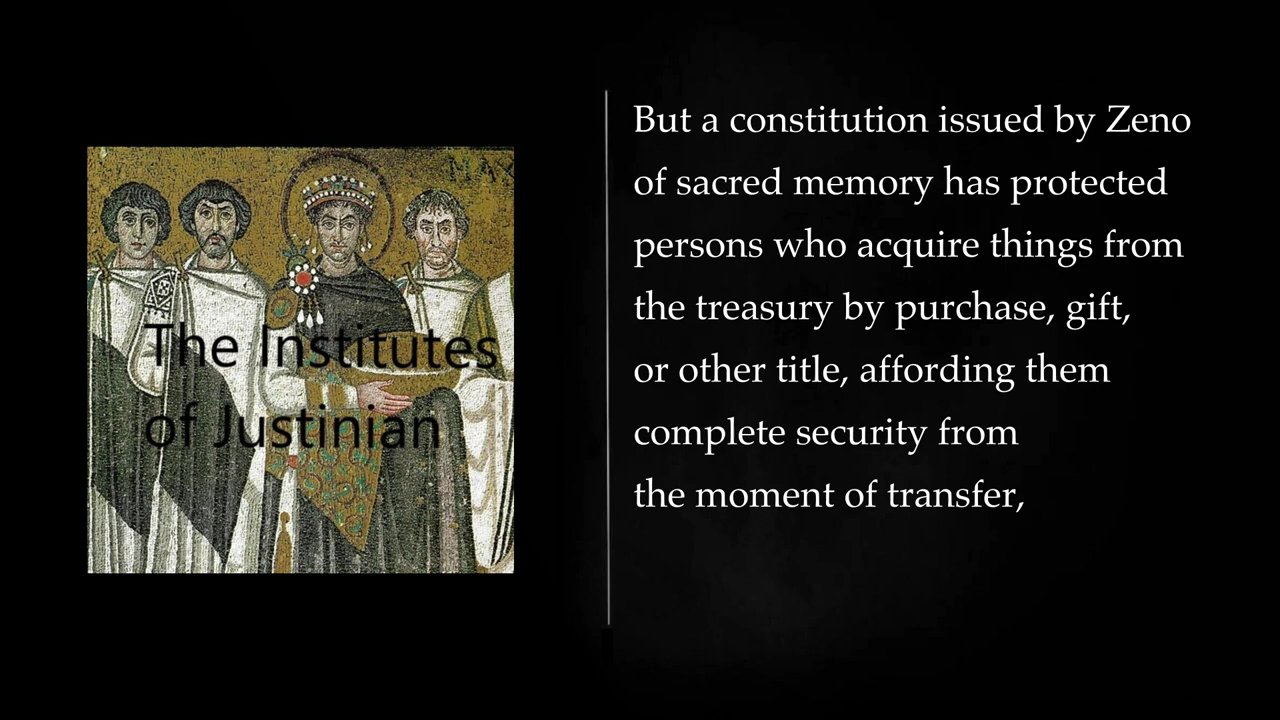 The Institutes
of Justinian
But a constitution issued by Zeno
of sacred memory has protected
persons who acquire things from
the treasury by purchase, gift,
or other title, affording them
complete security from
the moment of transfer,